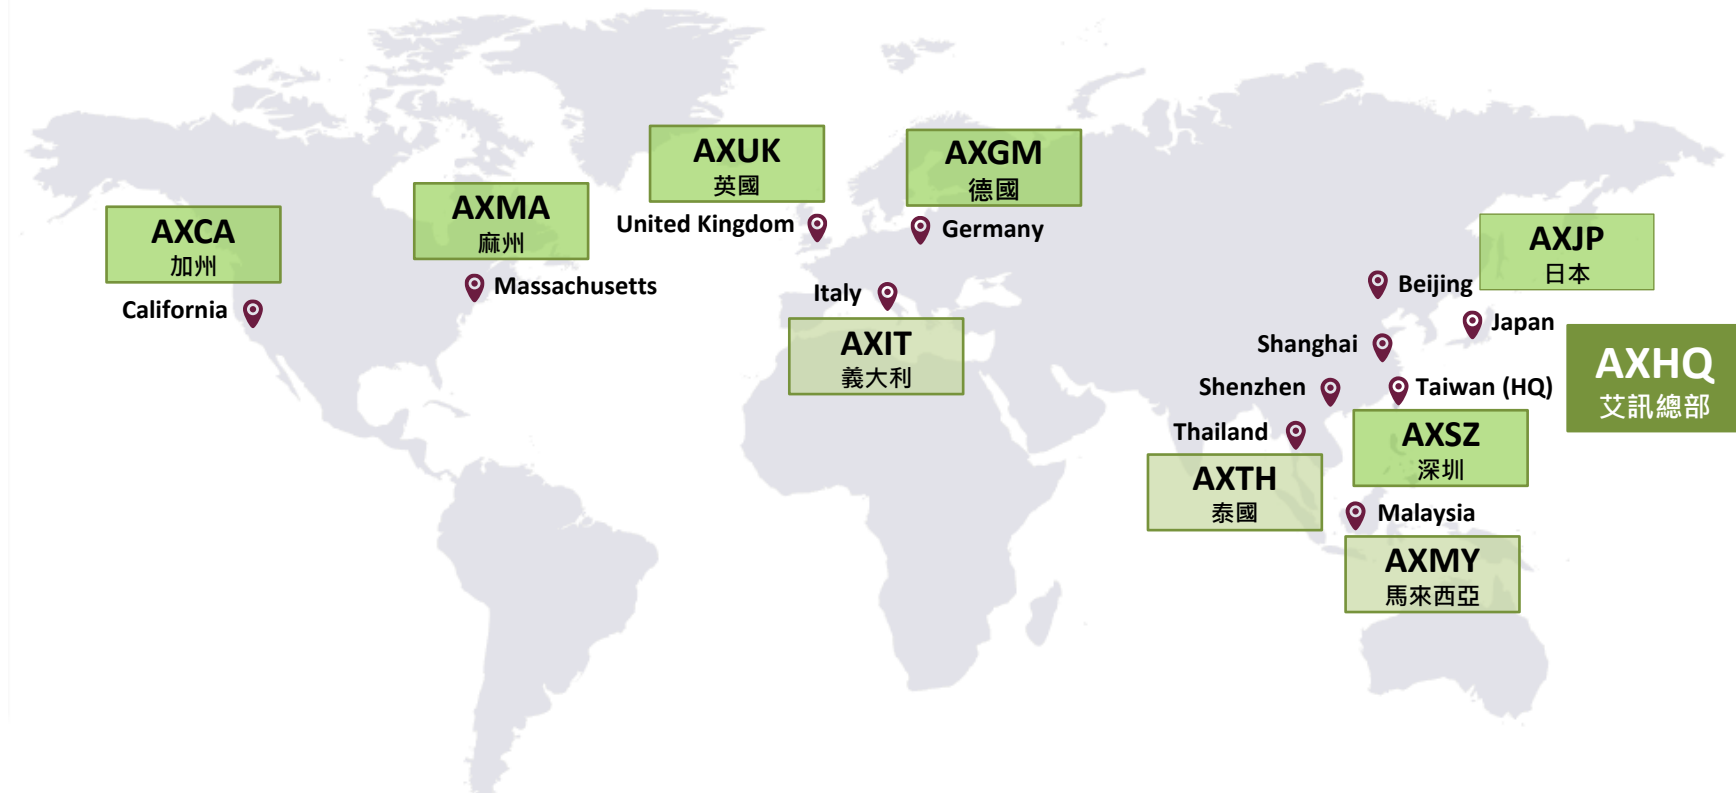 AXUK
英國
AXGM
德國
AXMA
麻州
AXCA
加州
United Kingdom
Germany
AXJP
日本
Massachusetts
Beijing
Italy
California
Japan
AXIT
義大利
Shanghai
AXHQ
艾訊總部
Shenzhen
Taiwan (HQ)
Thailand
AXSZ
深圳
AXTH
泰國
Malaysia
AXMY
馬來西亞